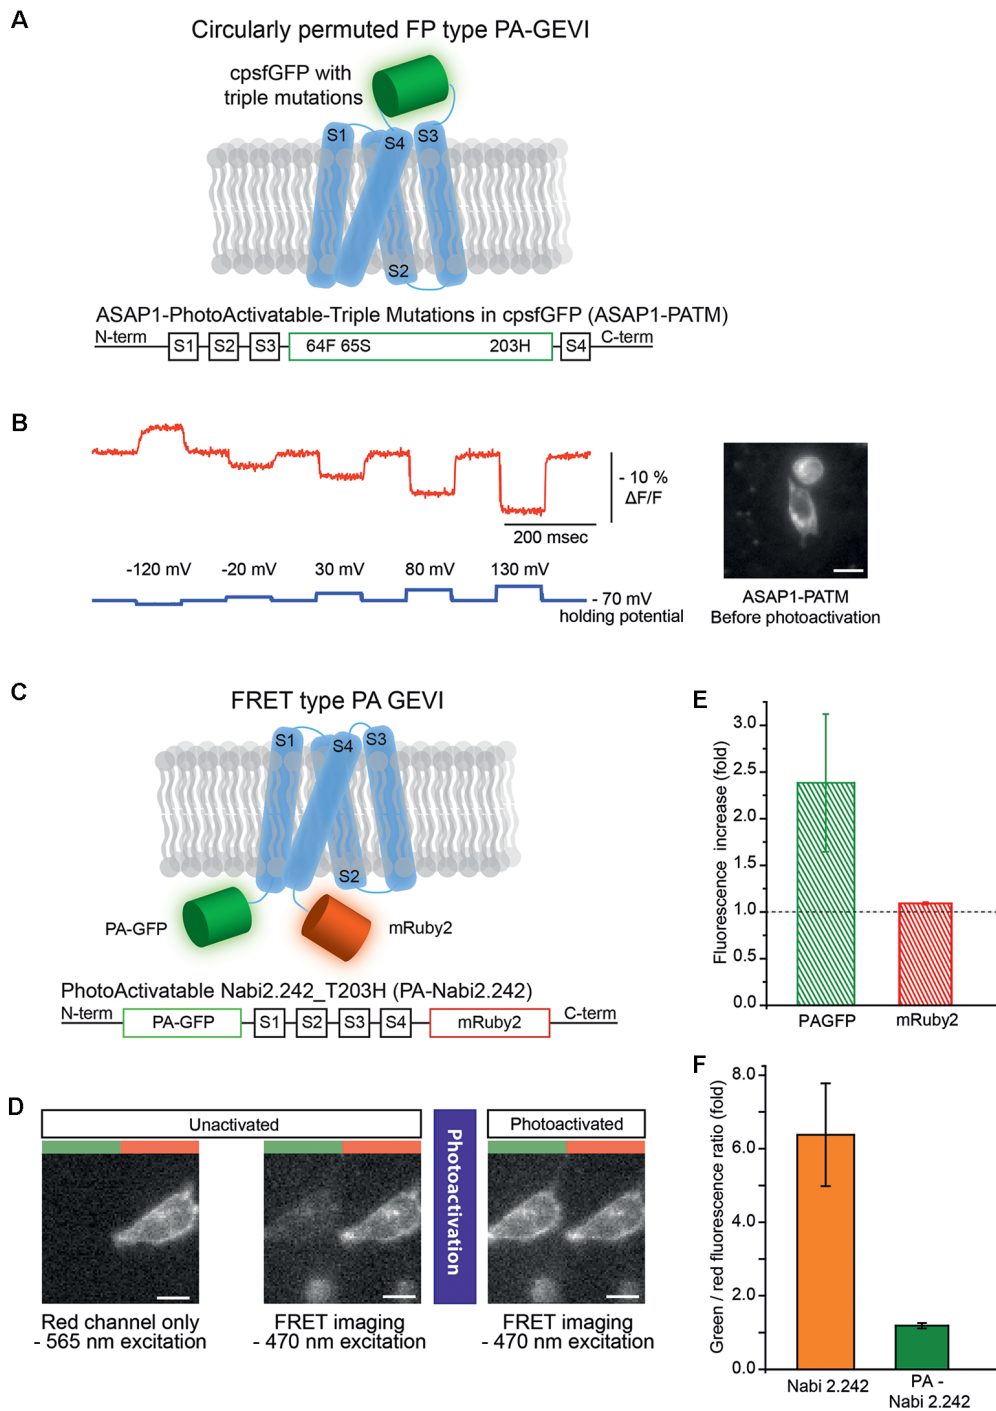 A
Circularly permuted FP type PA-GEVI
cpsfGFP with
triple mutations
S1
S4
S3
S2
ASAP1-PhotoActivatable-Triple Mutations in cpsfGFP (ASAP1-PATM)
N-term
S1
S2
S3
64F 65S
203H
S4
C-term
B
- 10 %
ΔF/F
200 msec
-120 mV
-20 mV
30 mV
80 mV
130 mV
- 70 mV
holding potential
ASAP1-PATM
Before photoactivation
C
FRET type PA GEVI
S1
S4
S3
S2
PA-GFP
mRuby2
PhotoActivatable Nabi2.242_T203H (PA-Nabi2.242)
N-term
PA-GFP
S1
S2
S3
S4
mRuby2
C-term
E
Fluorescence increase (fold)
3.0
2.5
2.0
1.5
1.0
0.5
0.0
PAGFP
mRuby2
D
Unactivated
Photoactivation
Photoactivated
Red channel only
- 565 nm excitation
FRET imaging
- 470 nm excitation
FRET imaging
- 470 nm excitation
F
Green / red fluorescence ratio (fold)
8.0
6.0
4.0
2.0
0.0
Nabi 2.242
PA -
Nabi 2.242